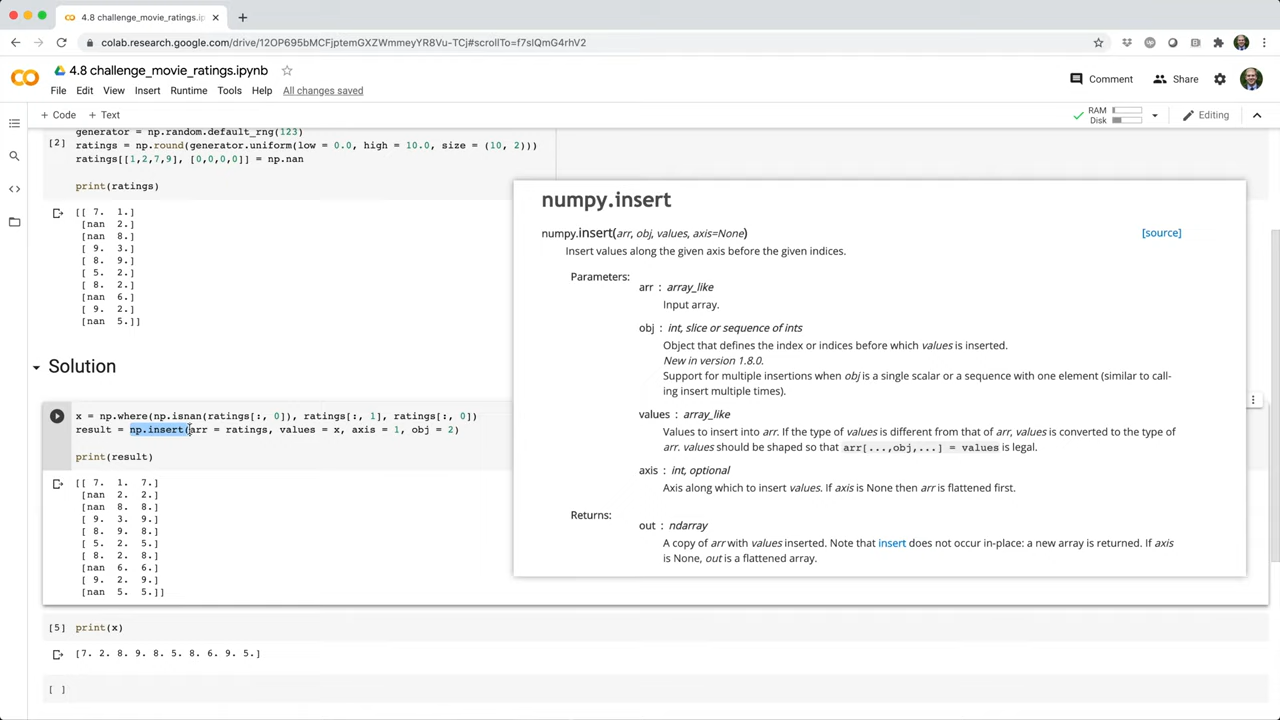 4.8 challenge_movie_ratings.ip
colab.research.google.com/drive/12OP695bMCFjptemGXZWmmeyYR8Vu-TCj#scrollTo=f7sIQmG4rhV2
4.8 challenge_movie_ratings.ipynb
Comment
Share
File Edit View Insert Runtime Tools Help All changes saved
+ Code + Text
RAM
Disk
Editing
generator = np.random.default_rng(123)
[2] ratings = np.round(generator.uniform(low = 0.0, high = 10.0, size = (10, 2)))
ratings[[1,2,7,9], [0,0,0,0]] = np.nan
print(ratings)
[[ 7. 1.]
[nan 2.]
[nan 8.]
[ 9. 3.]
[ 8. 9.]
[ 5. 2.]
[ 8. 2.]
[nan 6.]
[ 9. 2.]
[nan 5.]]
Solution
x = np.where(np.isnan(ratings[:, 0]), ratings[:, 1], ratings[:, 0])
result = np.insert(arr = ratings, values = x, axis = 1, obj = 2)
print(result)
[[ 7. 1. 7.]
[nan 2. 2.]
[nan 8. 8.]
[ 9. 3. 9.]
[ 8. 9. 8.]
[ 5. 2. 5.]
[ 8. 2. 8.]
[nan 6. 6.]
[ 9. 2. 9.]
[nan 5. 5.]]
[5] print(x)
[7. 2. 8. 9. 8. 5. 8. 6. 9. 5.]
[ ]
numpy.insert
numpy.insert(arr, obj, values, axis=None) [source]
Insert values along the given axis before the given indices.
Parameters:
arr : array_like
Input array.
obj : int, slice or sequence of ints
Object that defines the index or indices before which values is inserted.
New in version 1.8.0.
Support for multiple insertions when obj is a single scalar or a sequence with one element (similar to call-
ing insert multiple times).
values : array_like
Values to insert into arr. If the type of values is different from that of arr, values is converted to the type of
arr. values should be shaped so that arr[...,obj,...] = values is legal.
axis : int, optional
Axis along which to insert values. If axis is None then arr is flattened first.
Returns:
out : ndarray
A copy of arr with values inserted. Note that insert does not occur in-place: a new array is returned. If axis
is None, out is a flattened array.